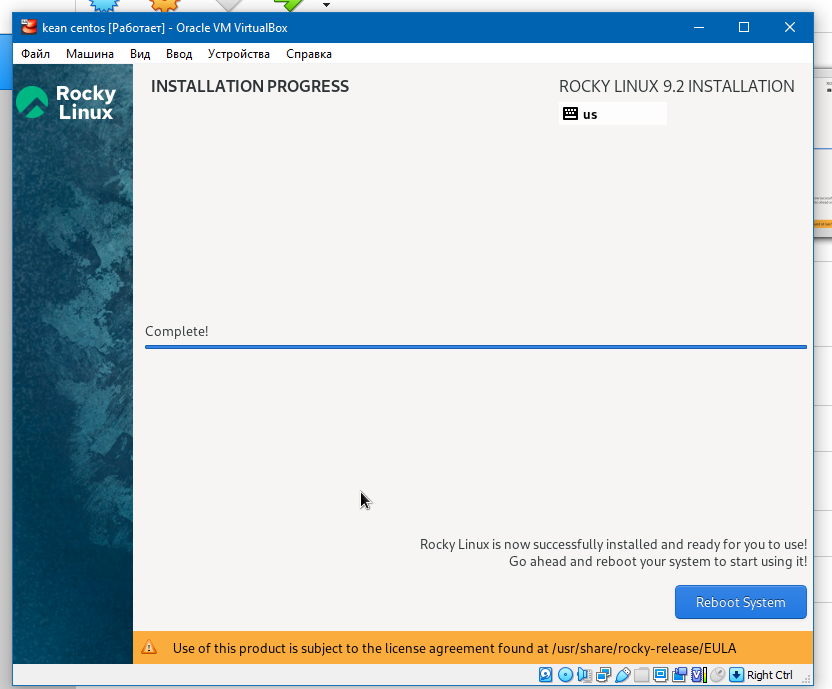 kean centos [Работает] - Oracle VM VirtualBox
Файл Машина Вид Ввод Устройства Справка
Rocky
Linux
INSTALLATION PROGRESS
ROCKY LINUX 9.2 INSTALLATION
us
Complete!
Rocky Linux is now successfully installed and ready for you to use!
Go ahead and reboot your system to start using it!
Reboot System
Use of this product is subject to the license agreement found at /usr/share/rocky-release/EULA
Right Ctrl